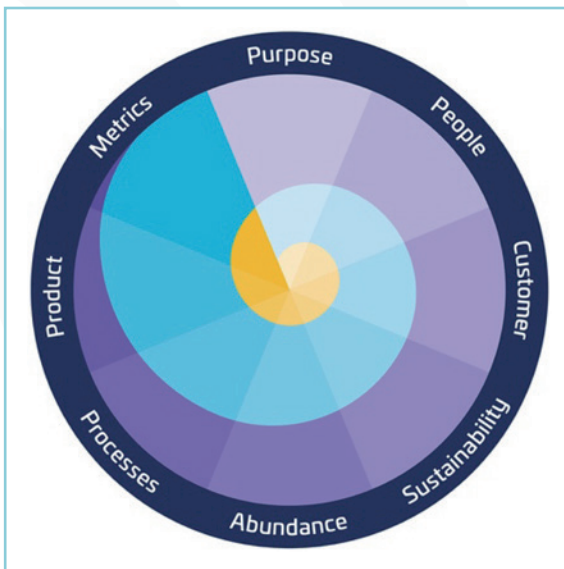 Purpose
People
Customer
Sustainability
Abundance
Processes
Product
Metrics